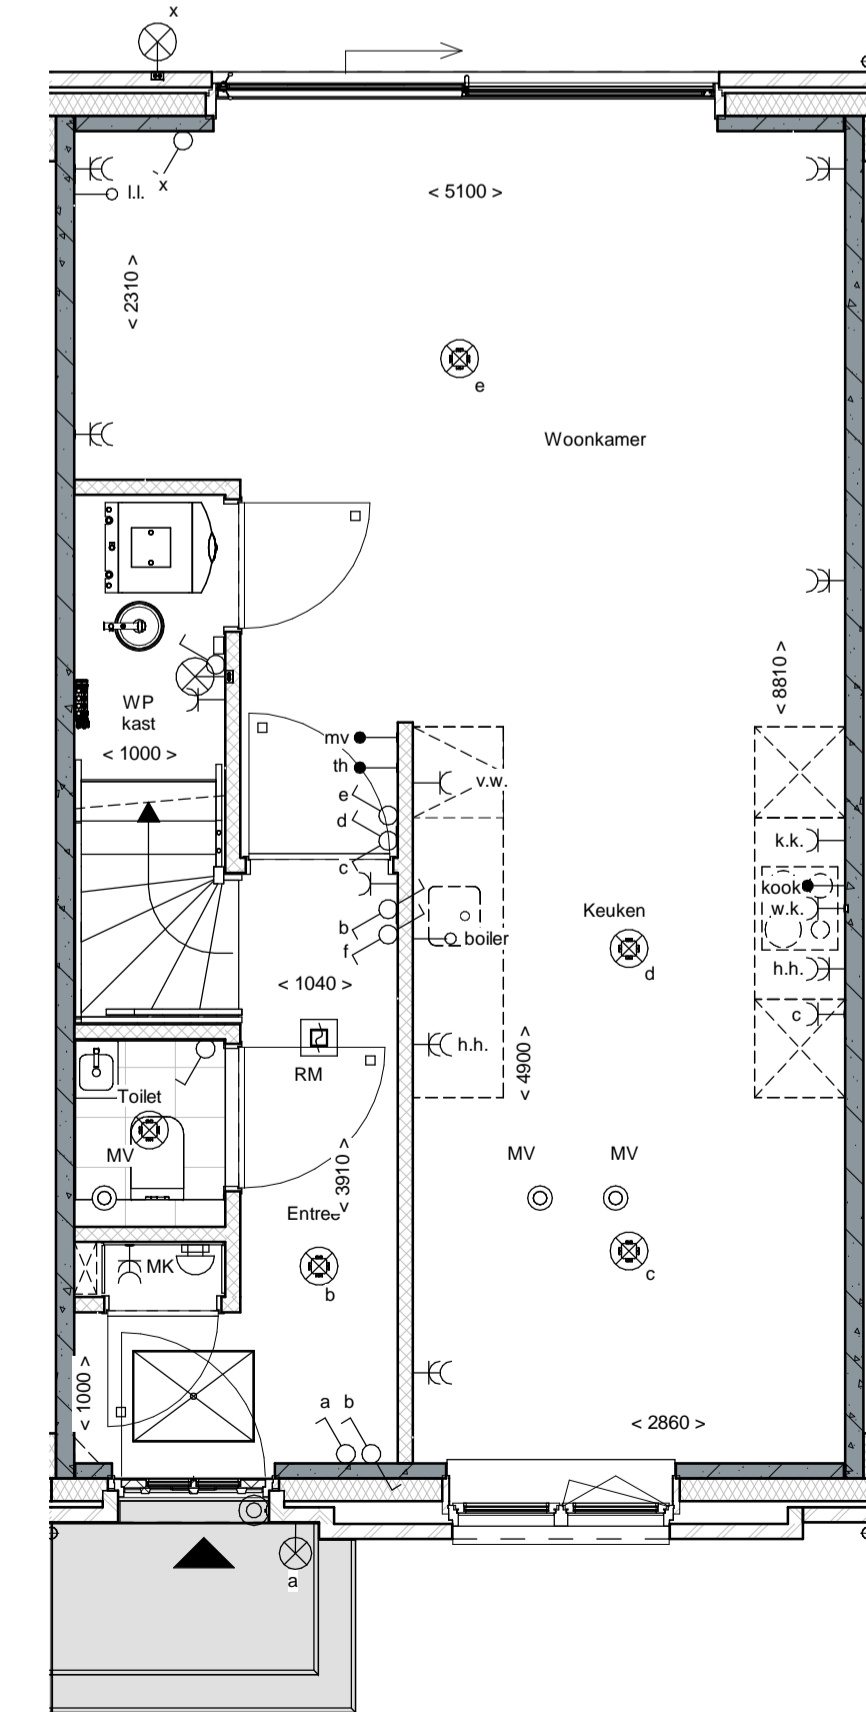 x
x
l.l.
< 5100 >
< 2310 >
e
Woonkamer
WP
kast
< 1000 >
< 8810 >
mv
th
v.w.
e
d
k.k.
c
kook
w.k.
b
f
boiler
Keuken
h.h.
d
< 1040 >
c
h.h.
< 4900 >
RM
Toilet
MV
MV
MV
< 3910 >
Entree
MK
b
c
< 1000 >
a
b
< 2860 >
a